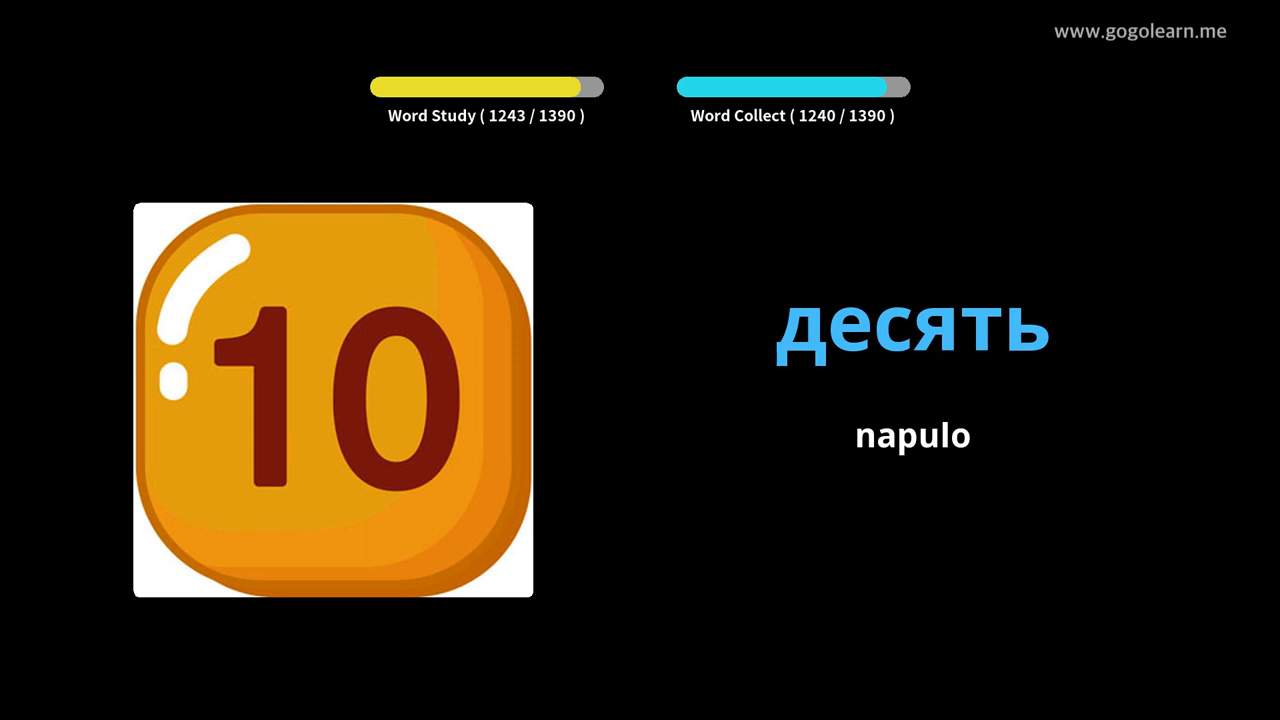 www.gogolearn.me
Word Study ( 1243 / 1390 )
Word Collect ( 1240 / 1390 )
10
десять
napulo